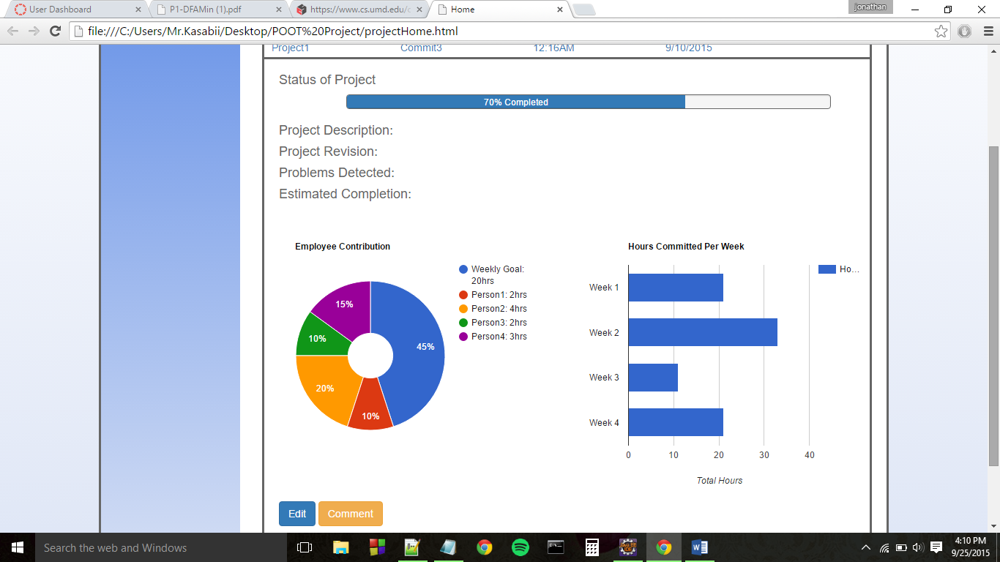 User Dashboard
P1-DFAMin (1).pdf
https://www.cs.umd.edu/c
Home
jonathan
file:///C:/Users/Mr.Kasabii/Desktop/POOT%20Project/projectHome.html
Project1 Commit3 12:16AM 9/10/2015
Status of Project
70% Completed
Project Description:
Project Revision:
Problems Detected:
Estimated Completion:
Employee Contribution
Weekly Goal:
20hrs
Person1: 2hrs
Person2: 4hrs
Person3: 2hrs
Person4: 3hrs
15%
10%
45%
20%
10%
Hours Committed Per Week
Ho...
Week 1
Week 2
Week 3
Week 4
0 10 20 30 40
Total Hours
Edit
Comment
Search the web and Windows
4:10 PM
9/25/2015